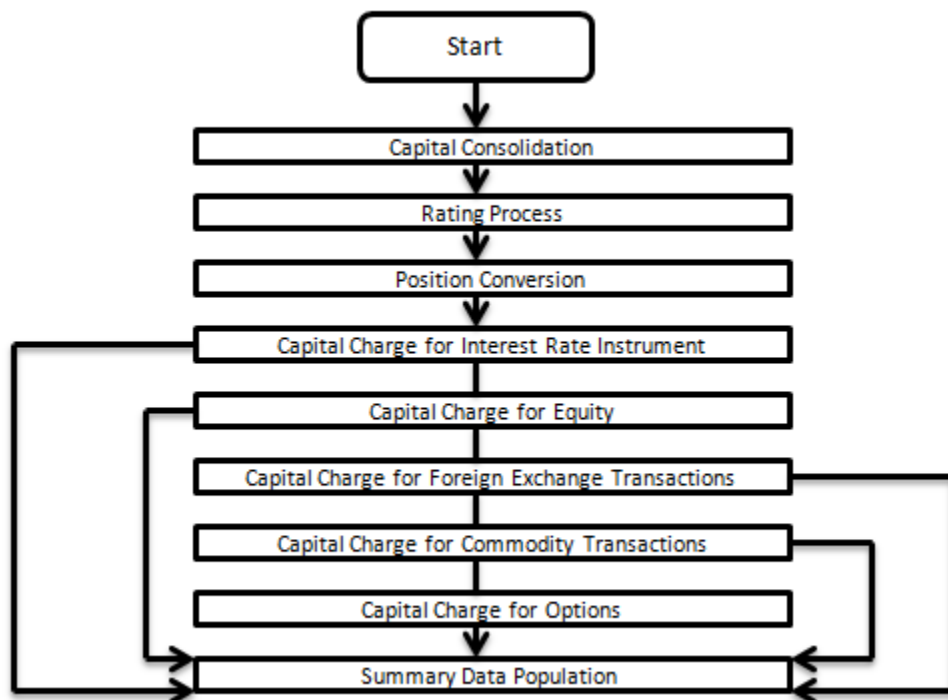 Start
Capital Consolidation
Rating Process
Position Conversion
Capital Charge for Interest Rate Instrument
Capital Charge for Equity
Capital Charge for Foreign Exchange Transactions
Capital Charge for Commodity Transactions
Capital Charge for Options
Summary Data Population